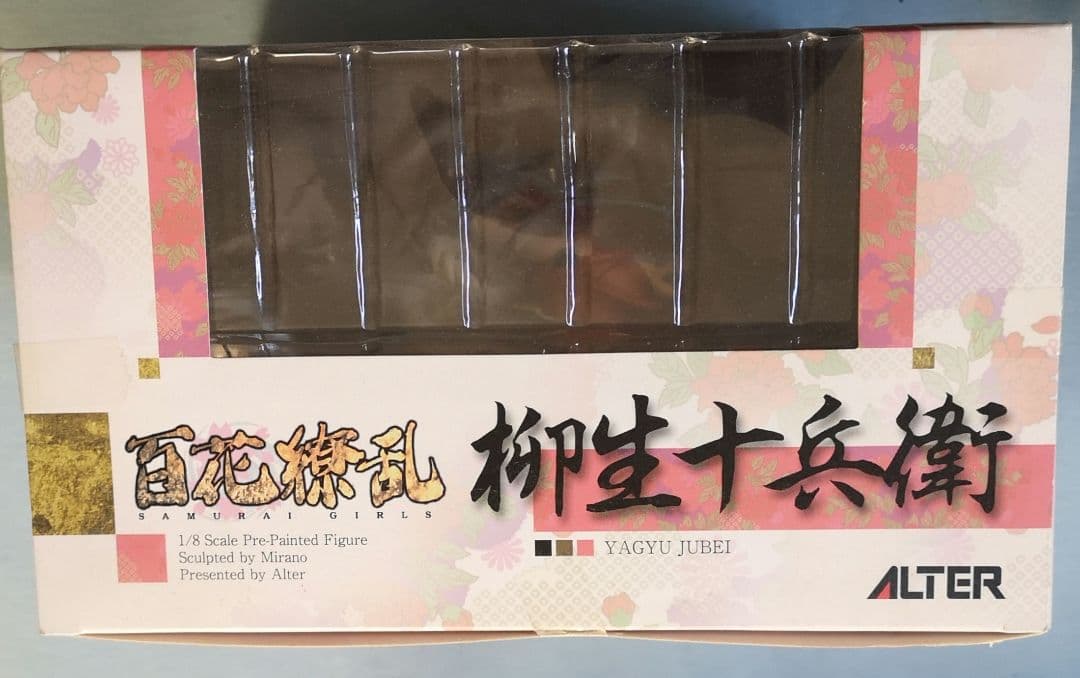 百花繚乱
SAMURAI GIRLS
1/8 Scale Pre-Painted Figure
Sculpted by Mirano
Presented by Alter
柳生十兵衛
YAGYU JUBEI
ALTER